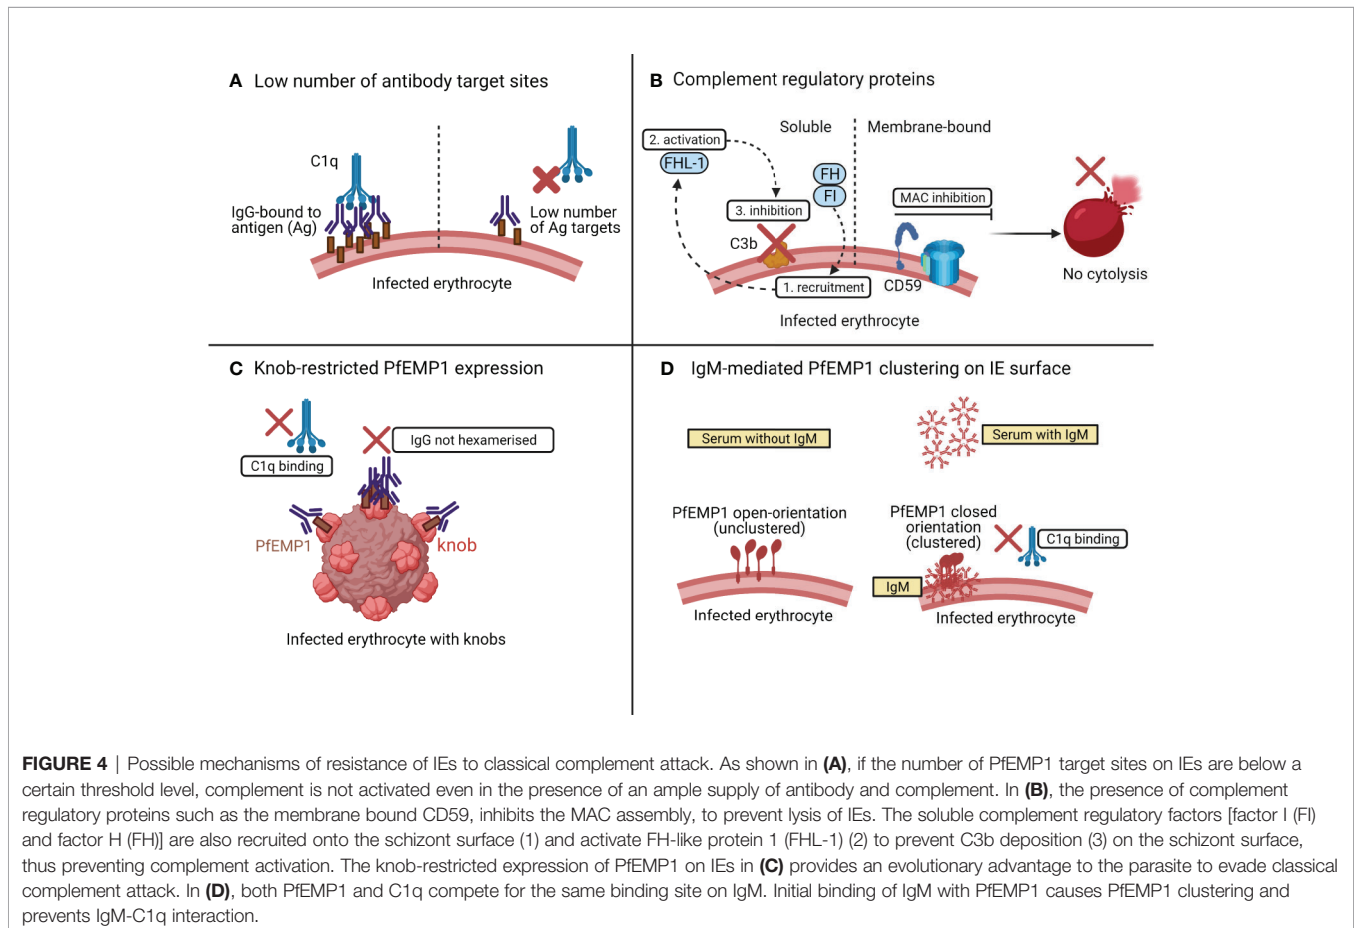 A Low number of antibody target sites
C1q
IgG-bound to
antigen (Ag)
Low number
of Ag targets
Infected erythrocyte
B Complement regulatory proteins
Soluble
Membrane-bound
2. activation
FHL-1
FH
FI
3. inhibition
C3b
1. recruitment
MAC inhibition
CD59
No cytolysis
Infected erythrocyte
C Knob-restricted PfEMP1 expression
IgG not hexamerised
C1q binding
PfEMP1
knob
Infected erythrocyte with knobs
D IgM-mediated PfEMP1 clustering on IE surface
Serum without IgM
Serum with IgM
PfEMP1 open-orientation
(unclustered)
Infected erythrocyte
PfEMP1 closed
orientation
(clustered)
C1q binding
IgM
Infected erythrocyte
FIGURE 4 | Possible mechanisms of resistance of IEs to classical complement attack. As shown in (A), if the number of PfEMP1 target sites on IEs are below a
certain threshold level, complement is not activated even in the presence of an ample supply of antibody and complement. In (B), the presence of complement
regulatory proteins such as the membrane bound CD59, inhibits the MAC assembly, to prevent lysis of IEs. The soluble complement regulatory factors [factor I (FI)
and factor H (FH)] are also recruited onto the schizont surface (1) and activate FH-like protein 1 (FHL-1) (2) to prevent C3b deposition (3) on the schizont surface,
thus preventing complement activation. The knob-restricted expression of PfEMP1 on IEs in (C) provides an evolutionary advantage to the parasite to evade classical
complement attack. In (D), both PfEMP1 and C1q compete for the same binding site on IgM. Initial binding of IgM with PfEMP1 causes PfEMP1 clustering and
prevents IgM-C1q interaction.